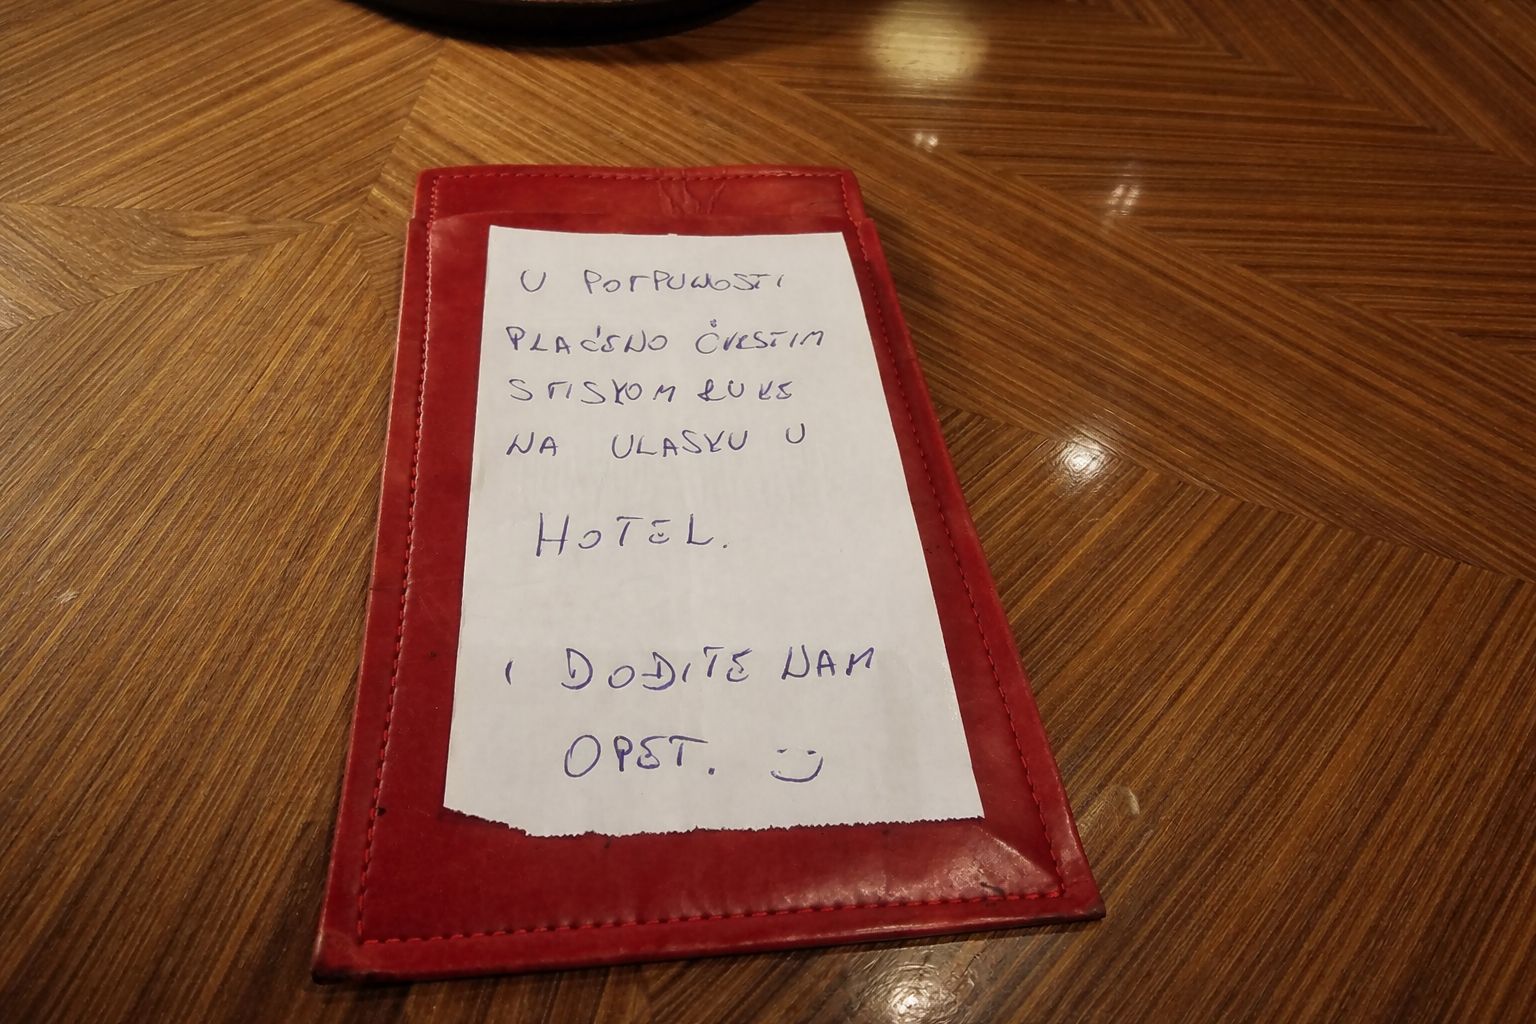 U POTPUNOSTI
PLAĆENO ČVRSTIM
STISKOM RUKE
NA ULASKU U
HOTEL.
I DOĐITE NAM
OPET. :)